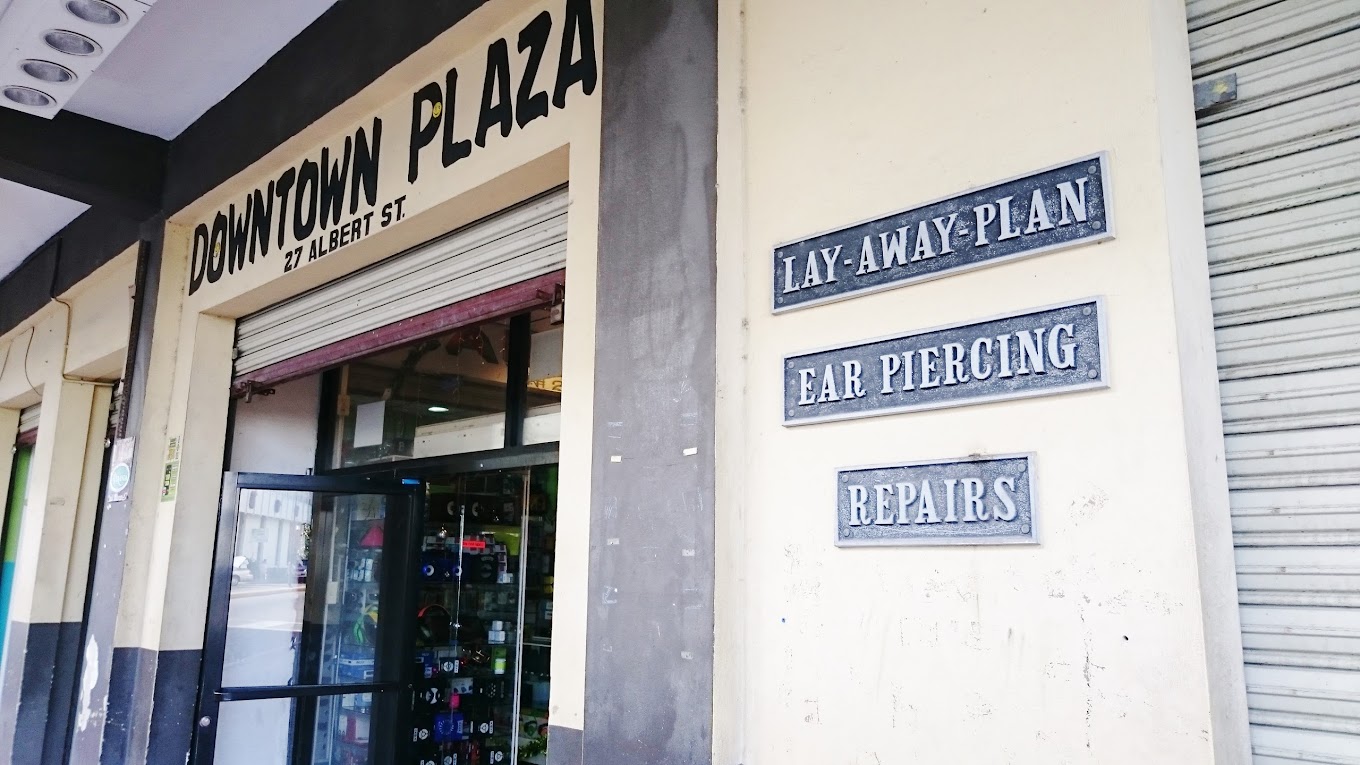 DOWNTOWN PLAZA
27 ALBERT ST.
LAY-AWAY-PLAN
EAR PIERCING
REPAIRS